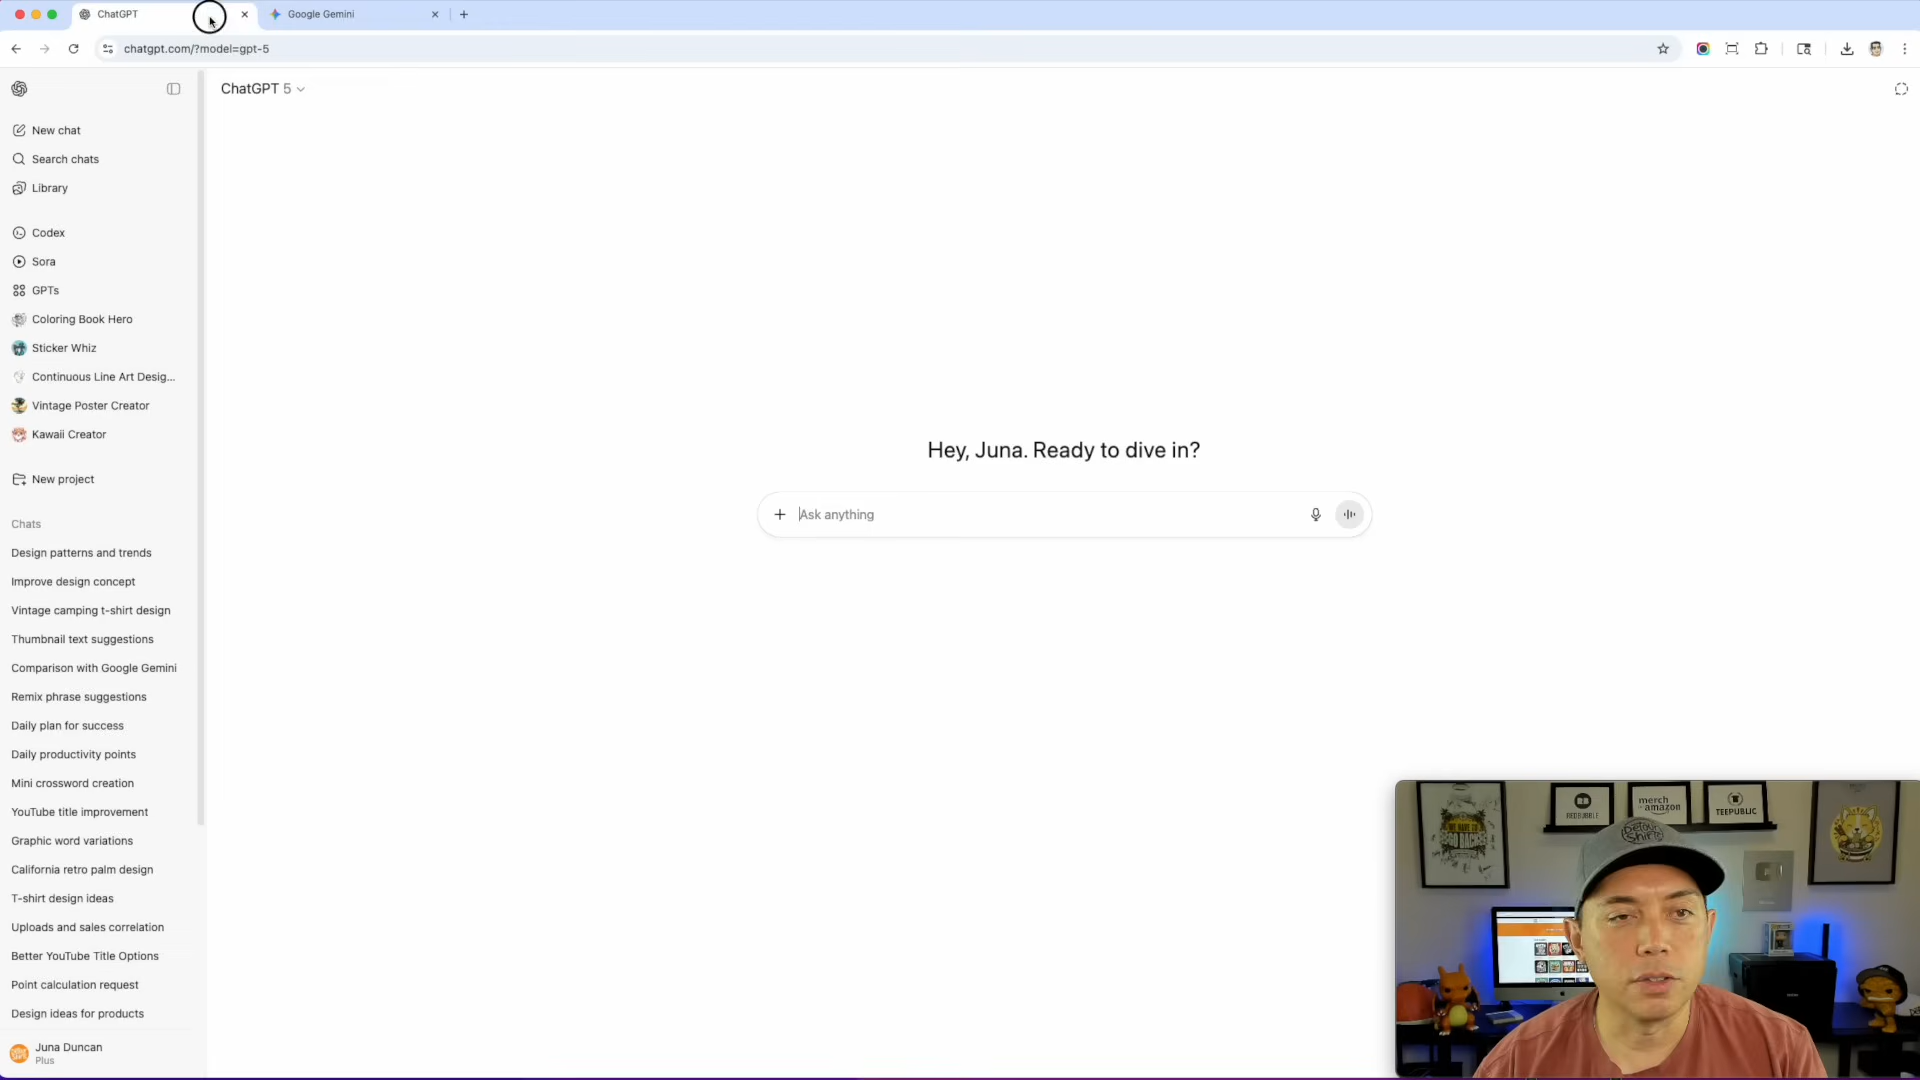 ChatGPT
Google Gemini
chatgpt.com/?model=gpt-5
ChatGPT 5
New chat
Search chats
Library
Codex
Sora
GPTs
Coloring Book Hero
Sticker Whiz
Continuous Line Art Desig...
Vintage Poster Creator
Kawaii Creator
New project
Chats
Design patterns and trends
Improve design concept
Vintage camping t-shirt design
Thumbnail text suggestions
Comparison with Google Gemini
Remix phrase suggestions
Daily plan for success
Daily productivity points
Mini crossword creation
YouTube title improvement
Graphic word variations
California retro palm design
T-shirt design ideas
Uploads and sales correlation
Better YouTube Title Options
Point calculation request
Design ideas for products
Juna Duncan
Plus
Hey, Juna. Ready to dive in?
Ask anything
REDBUBBLE
merch
amazon
TEEPUBLIC
DETOUR
SHIRTS